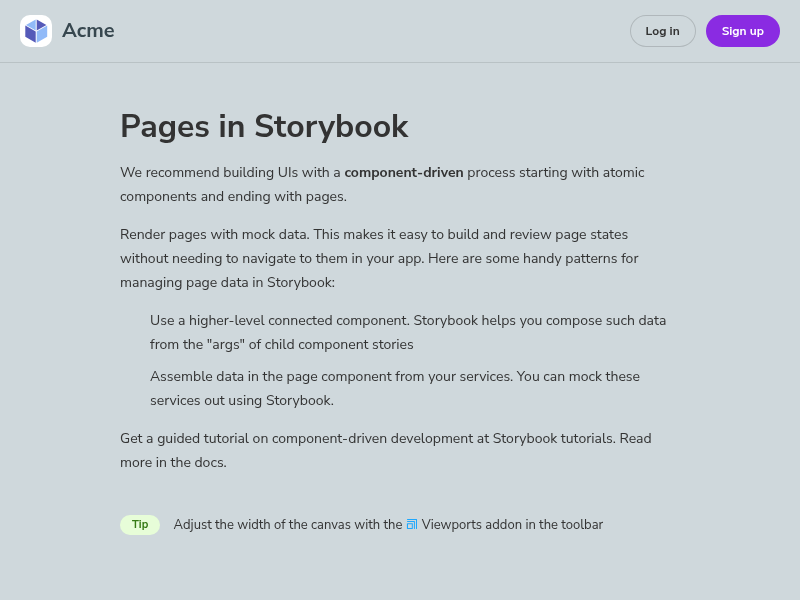 Acme
Log in
Sign up
Pages in Storybook
We recommend building UIs with a component-driven process starting with atomic
components and ending with pages.
Render pages with mock data. This makes it easy to build and review page states
without needing to navigate to them in your app. Here are some handy patterns for
managing page data in Storybook:
Use a higher-level connected component. Storybook helps you compose such data
from the "args" of child component stories
Assemble data in the page component from your services. You can mock these
services out using Storybook.
Get a guided tutorial on component-driven development at Storybook tutorials. Read
more in the docs.
Tip
Adjust the width of the canvas with the Viewports addon in the toolbar